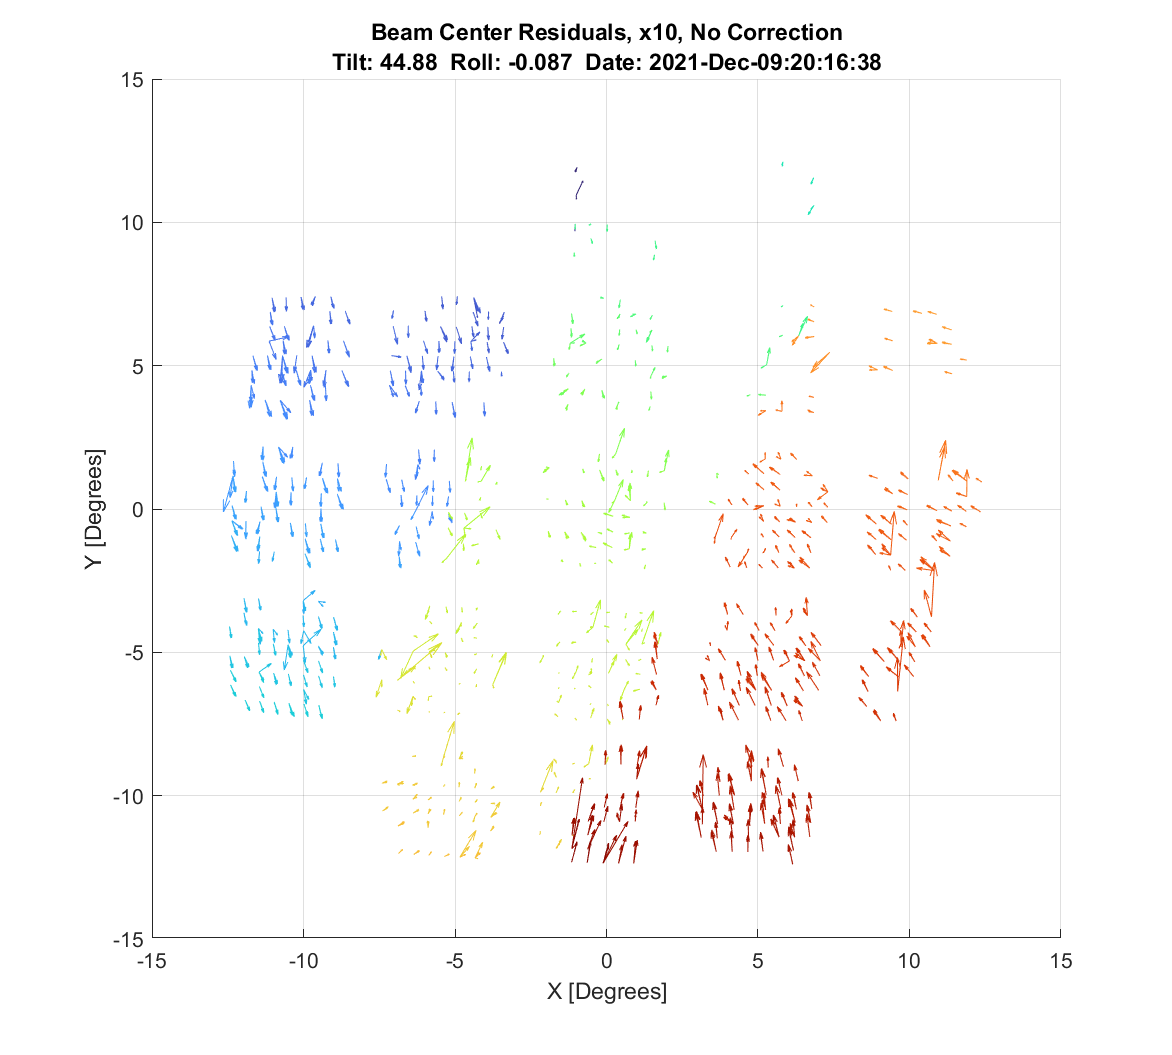 Beam Center Residuals, x10, No Correction
Tilt: 44.88 Roll: -0.087 Date: 2021-Dec-09:20:16:38
15
10
5
0
-5
-10
-15
Y [Degrees]
-15 -10 -5 0 5 10 15
X [Degrees]